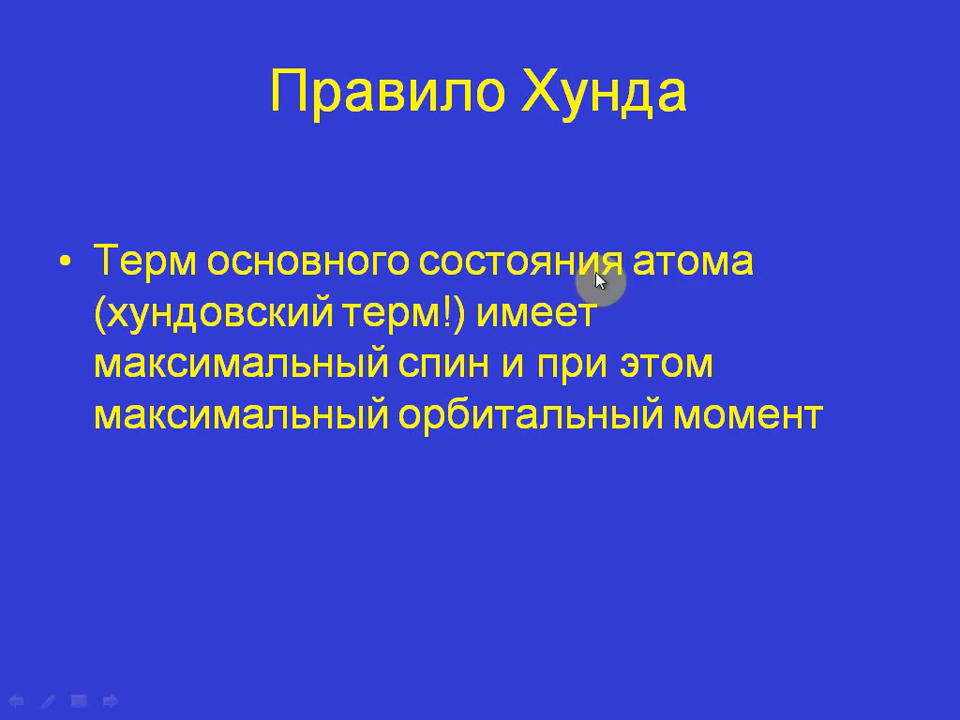 Правило Хунда
• Терм основного состояния атома
(хундовский терм!) имеет
максимальный спин и при этом
максимальный орбитальный момент